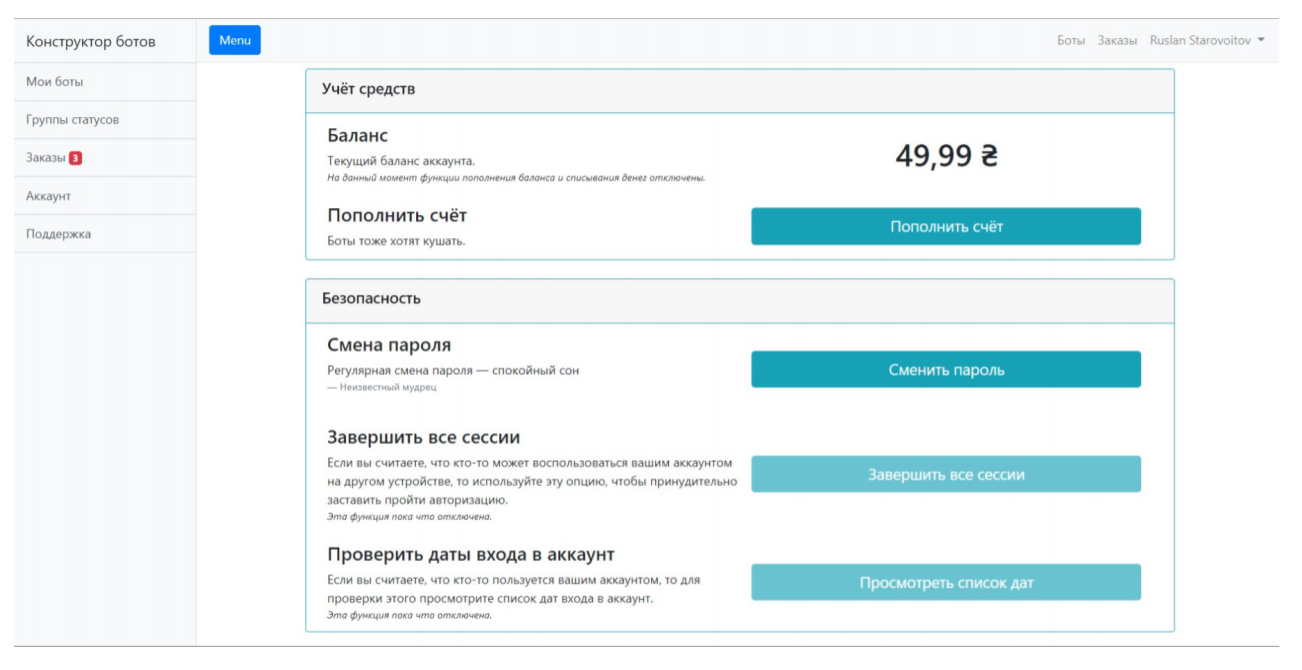 Конструктор ботов
Menu
Боты Заказы Ruslan Starovoitov
Мои боты
Группы статусов
Заказы 3
Аккаунт
Поддержка
Учёт средств
Баланс
Текущий баланс аккаунта.
На данный момент функции пополнения баланса и списывания денег отключены.
49,99 ₴
Пополнить счёт
Боты тоже хотят кушать.
Пополнить счёт
Безопасность
Смена пароля
Регулярная смена пароля — спокойный сон
— Неизвестный мудрец
Сменить пароль
Завершить все сессии
Если вы считаете, что кто-то может воспользоваться вашим аккаунтом
на другом устройстве, то используйте эту опцию, чтобы принудительно
заставить пройти авторизацию.
Эта функция пока что отключена.
Завершить все сессии
Проверить даты входа в аккаунт
Если вы считаете, что кто-то пользуется вашим аккаунтом, то для
проверки этого просмотрите список дат входа в аккаунт.
Эта функция пока что отключена.
Просмотреть список дат